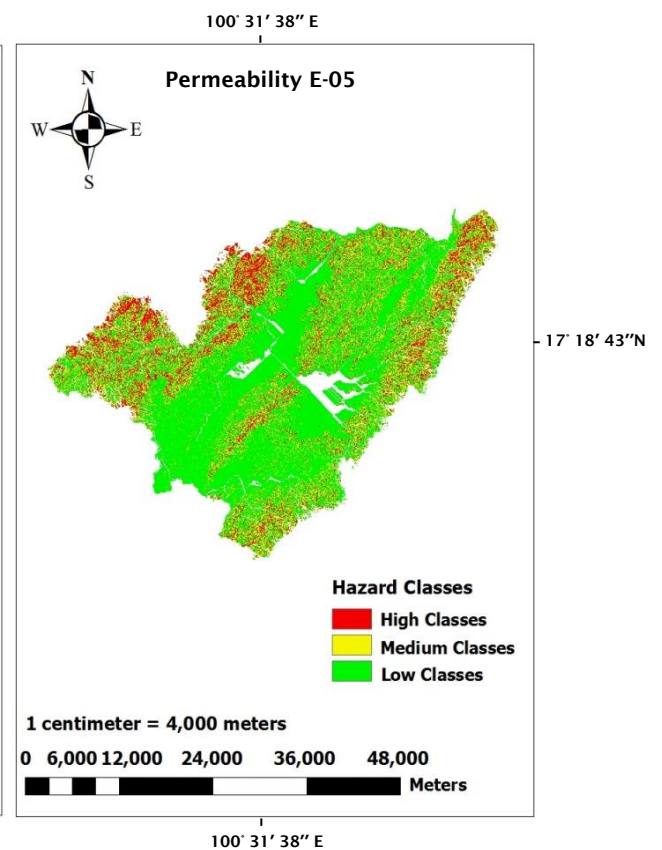 100° 31′ 38″ E
Permeability E-05
N
W E
S
17° 18′ 43″N
Hazard Classes
High Classes
Medium Classes
Low Classes
1 centimeter = 4,000 meters
0 6,000 12,000 24,000 36,000 48,000
Meters
100° 31′ 38″ E